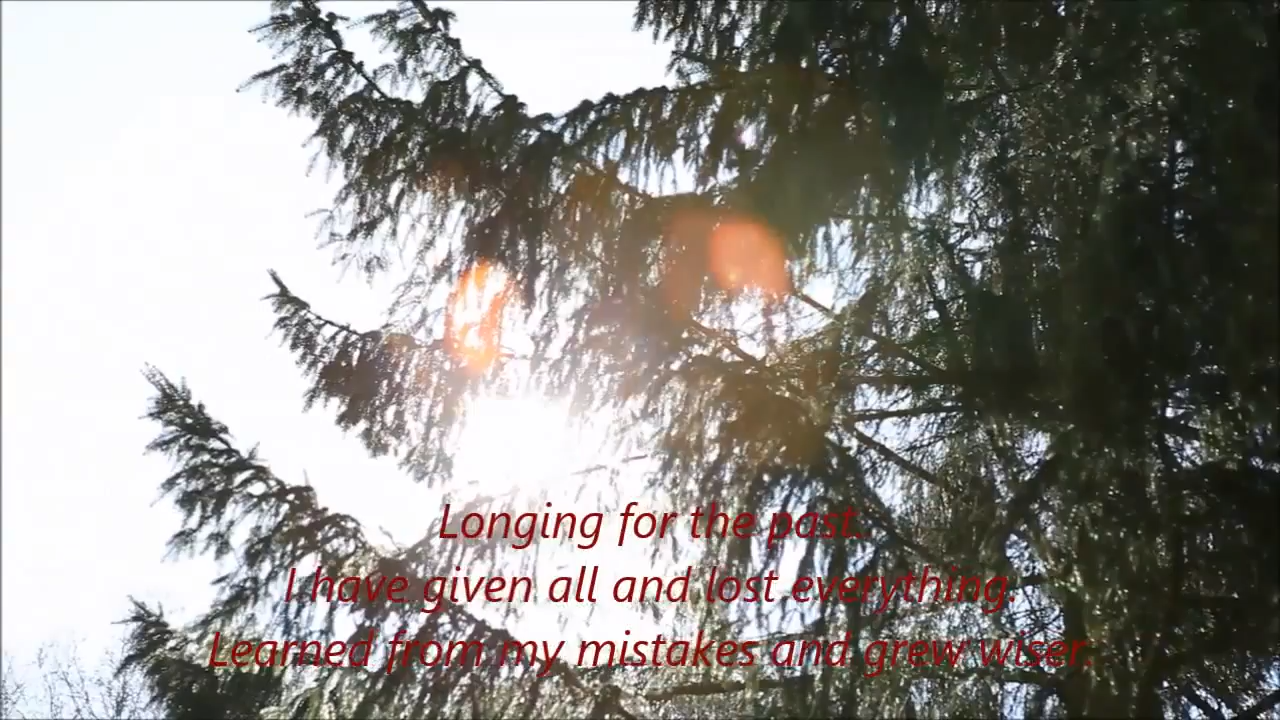 Longing for the past..
I have given all and lost everything.
Learned from my mistakes and grew wiser.